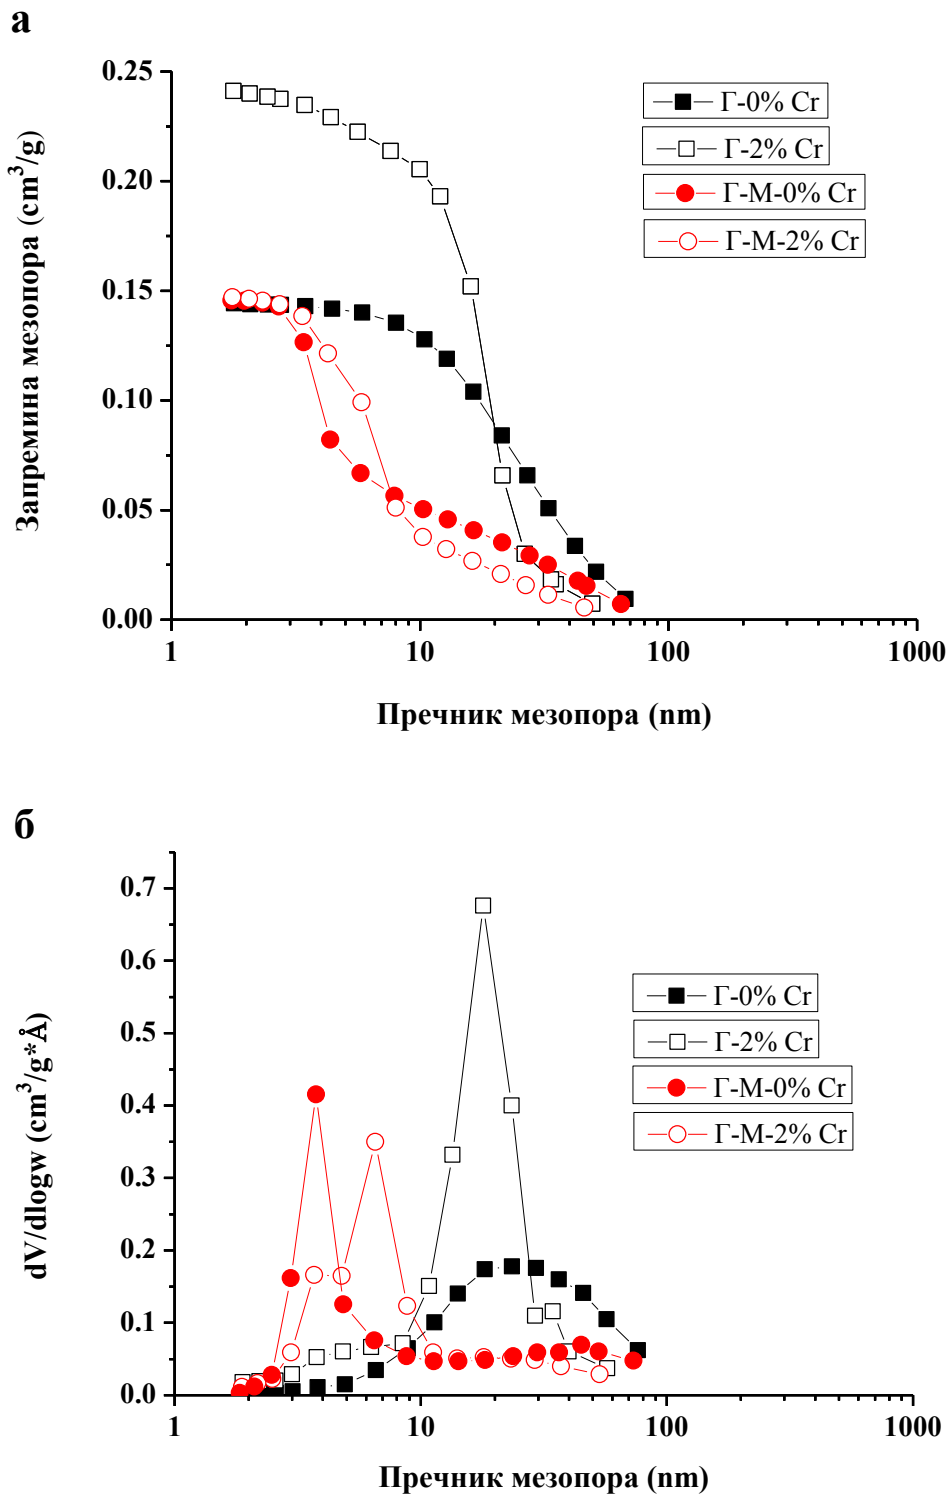 а
0.25
0.20
0.15
0.10
0.05
0.00
Запремина мезопора (cm³/g)
Г-0% Cr
Г-2% Cr
Г-М-0% Cr
Г-М-2% Cr
1 10 100 1000
Пречник мезопора (nm)
б
0.7
0.6
0.5
0.4
0.3
0.2
0.1
0.0
dV/dlogw (cm³/g*Å)
Г-0% Cr
Г-2% Cr
Г-М-0% Cr
Г-М-2% Cr
1 10 100 1000
Пречник мезопора (nm)